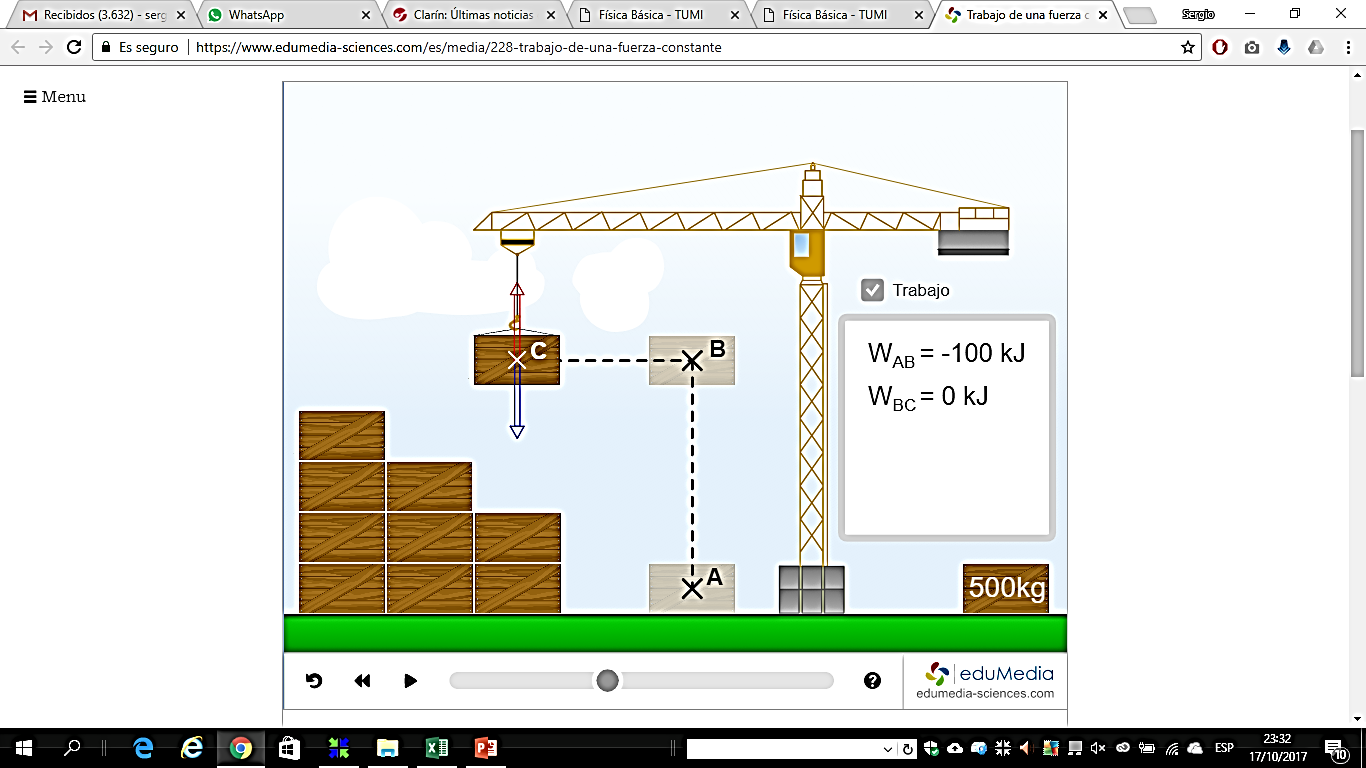 Recibidos (3.632) - serg
WhatsApp
Clarín: Últimas noticias
Física Básica - TUMI
Física Básica - TUMI
Trabajo de una fuerza c
Sergio
Es seguro
https://www.edumedia-sciences.com/es/media/228-trabajo-de-una-fuerza-constante
Menu
Trabajo
C
B
W_AB = -100 kJ
W_BC = 0 kJ
A
500kg
eduMedia
edumedia-sciences.com
ESP
23:32
17/10/2017
10